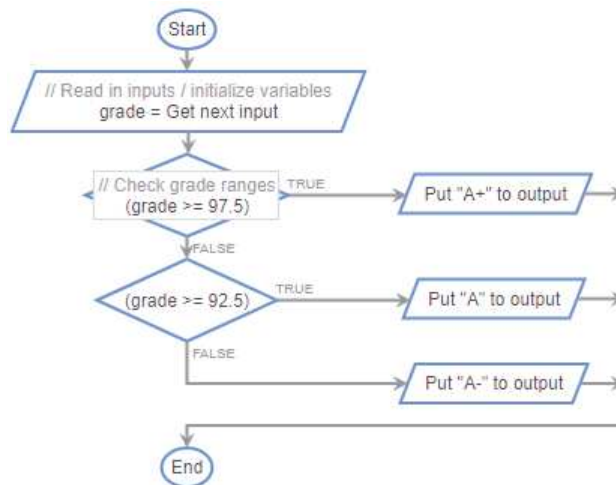 Start
// Read in inputs / initialize variables
grade = Get next input
// Check grade ranges
(grade >= 97.5)
TRUE
Put "A+" to output
FALSE
(grade >= 92.5)
TRUE
Put "A" to output
FALSE
Put "A-" to output
End